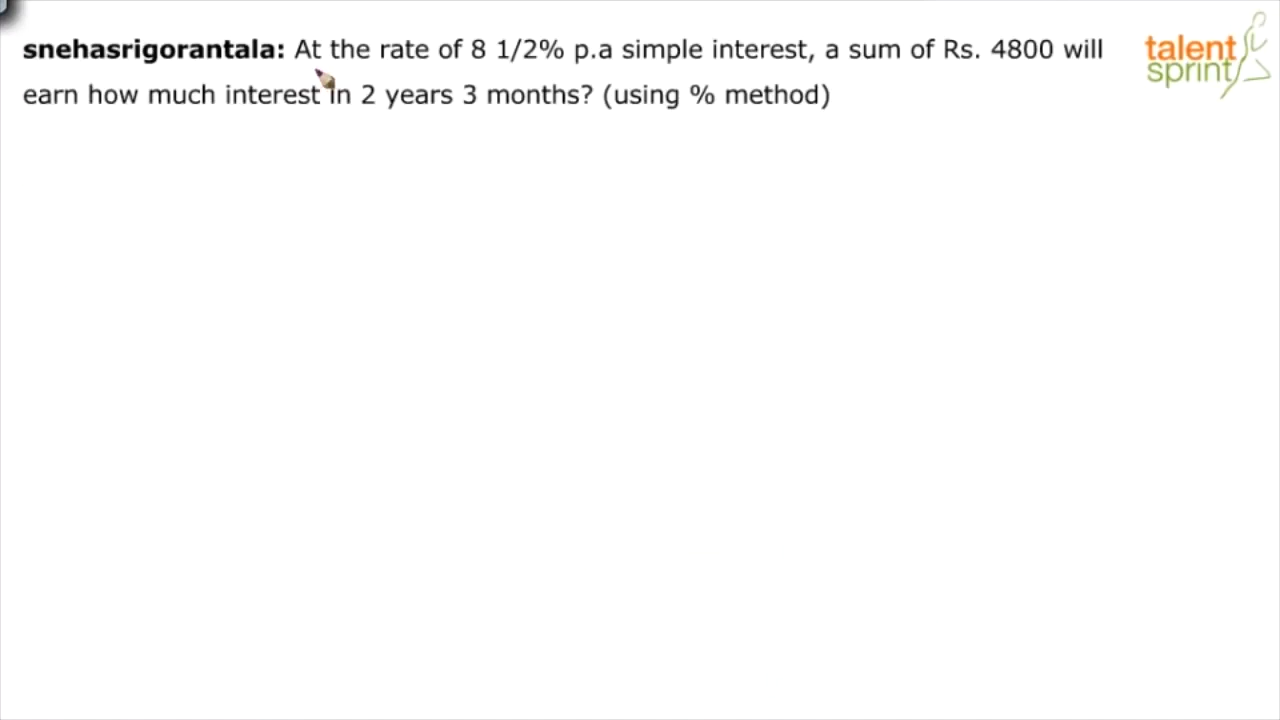 snehasrigorantala: At the rate of 8 1/2% p.a simple interest, a sum of Rs. 4800 will
earn how much interest in 2 years 3 months? (using % method)
talent
sprint